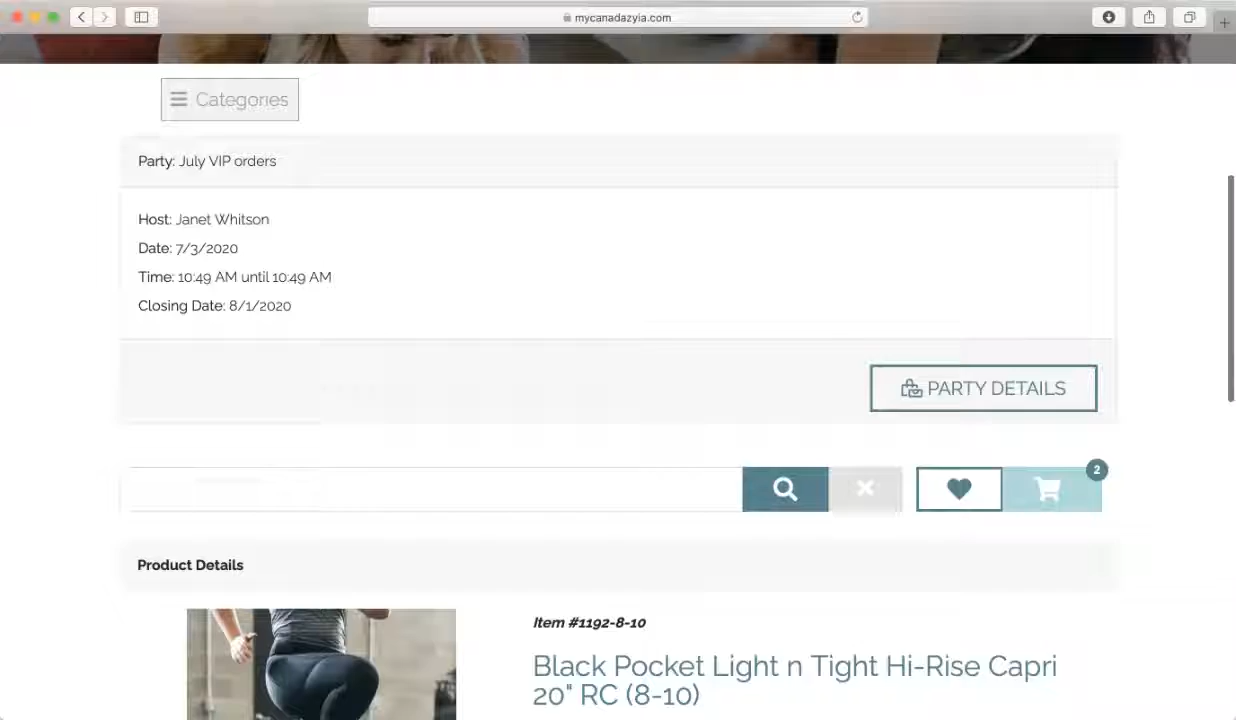 mycanadazyia.com
Categories
Party: July VIP orders
Host: Janet Whitson
Date: 7/3/2020
Time: 10:49 AM until 10:49 AM
Closing Date: 8/1/2020
PARTY DETAILS
2
Product Details
Item #1192-8-10
Black Pocket Light n Tight Hi-Rise Capri
20" RC (8-10)